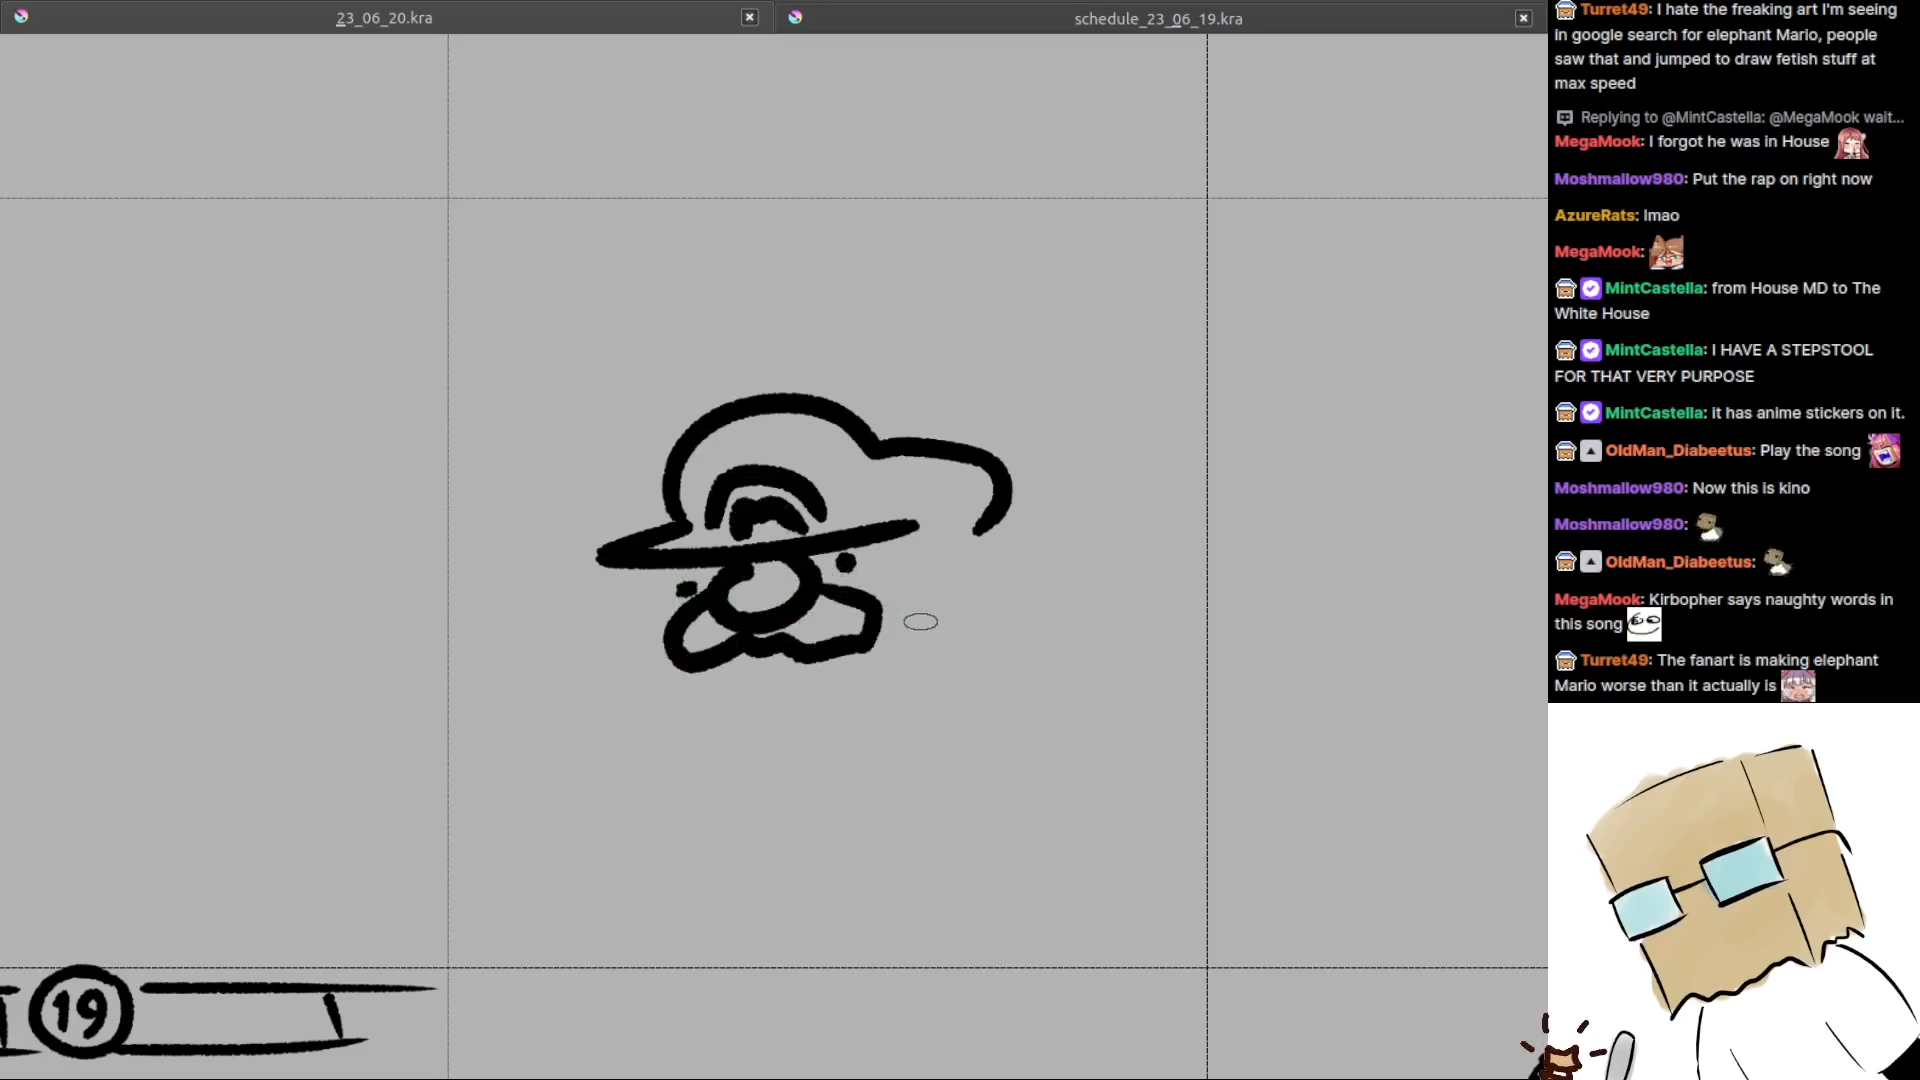 23_06_20.kra
schedule_23_06_19.kra
Turret49: I hate the freaking art I'm seeing
in google search for elephant Mario, people
saw that and jumped to draw fetish stuff at
max speed
Replying to @MintCastella: @MegaMook wait...
MegaMook: I forgot he was in House
Moshmallow980: Put the rap on right now
AzureRats: lmao
MegaMook:
MintCastella: from House MD to The
White House
MintCastella: I HAVE A STEPSTOOL
FOR THAT VERY PURPOSE
MintCastella: it has anime stickers on it.
OldMan_Diabeetus: Play the song
Moshmallow980: Now this is kino
Moshmallow980:
OldMan_Diabeetus:
MegaMook: Kirbopher says naughty words in
this song
Turret49: The fanart is making elephant
Mario worse than it actually is
M
19